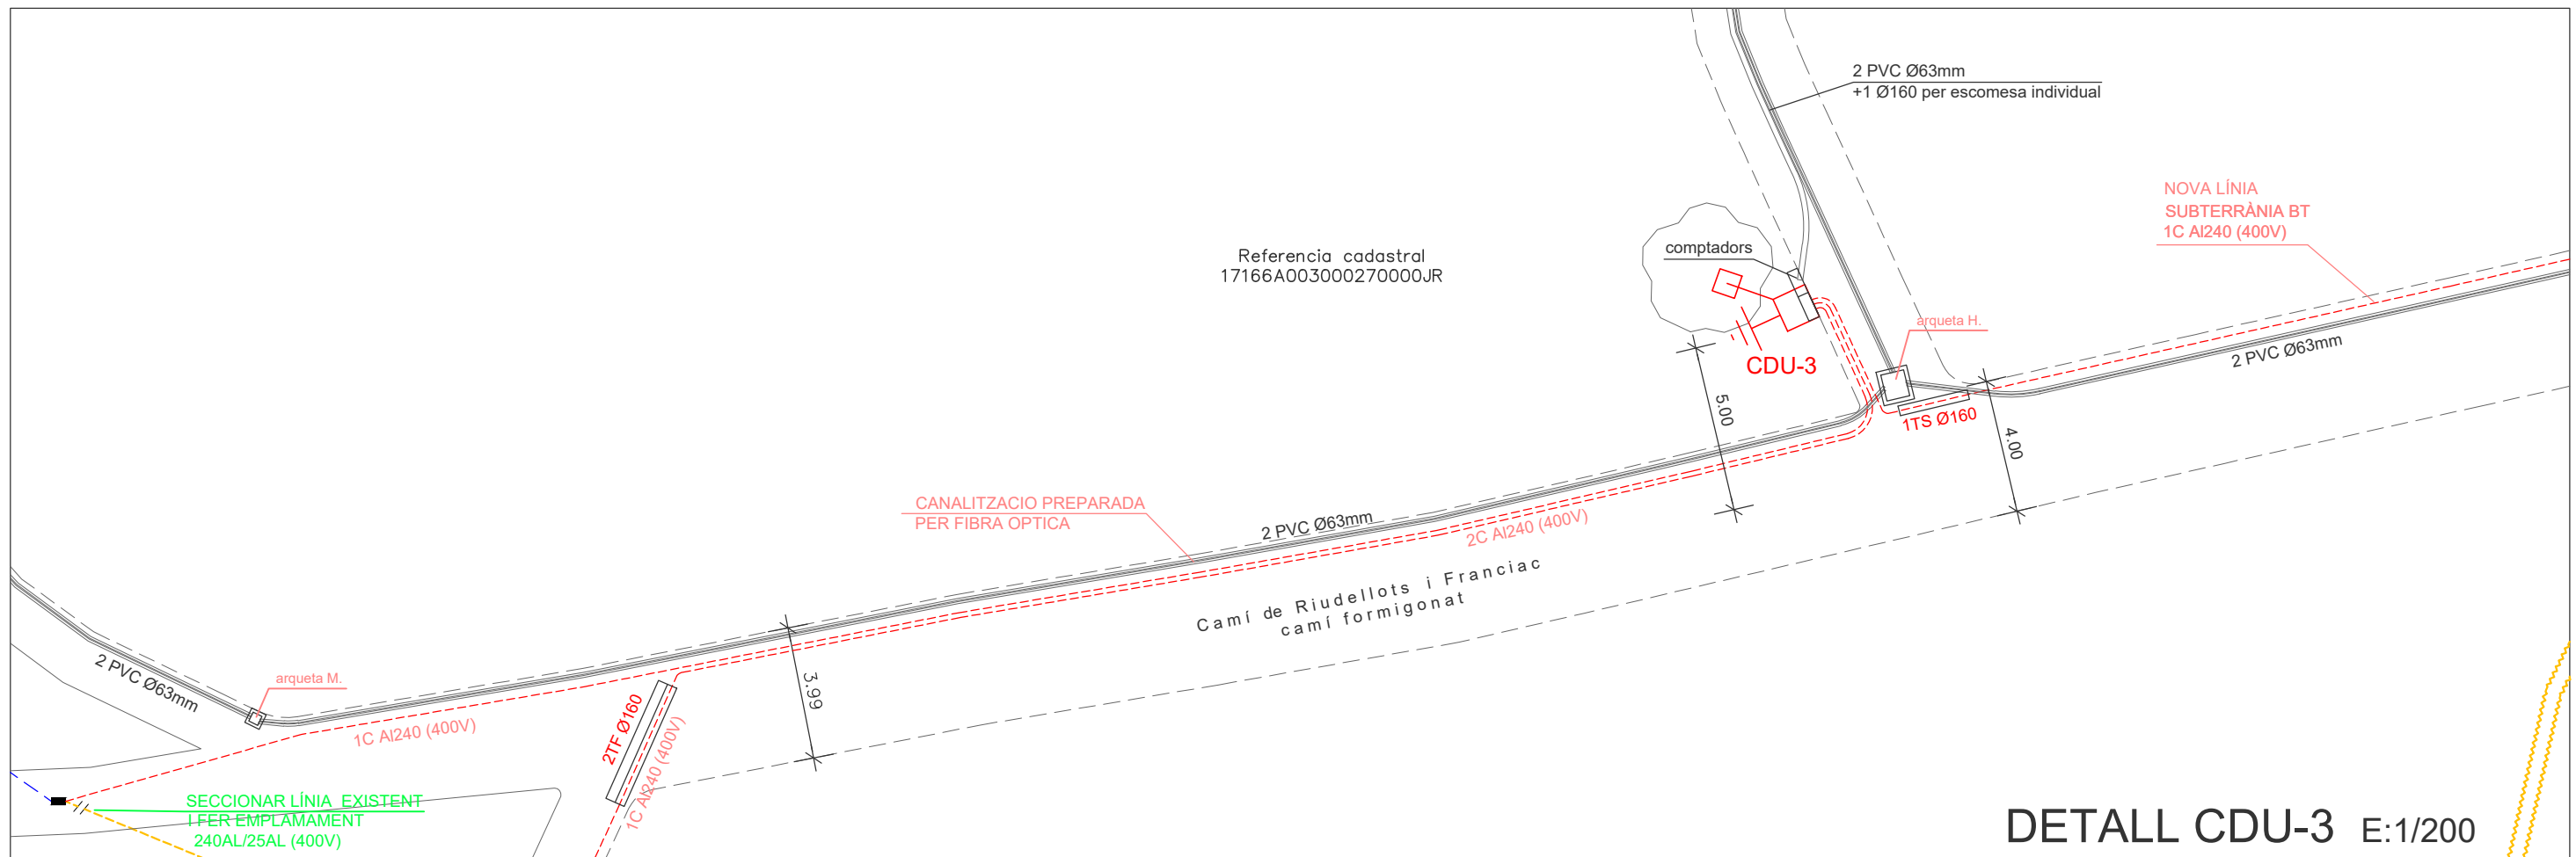 2 PVC Ø63mm
+1 Ø160 per escomesa individual
NOVA LÍNIA
SUBTERRÀNIA BT
1C Al240 (400V)
comptadors
Referencia cadastral
17166A003000270000JR
arqueta H.
CDU-3
2 PVC Ø63mm
5.00
1TS Ø160
4.00
CANALITZACIO PREPARADA
PER FIBRA OPTICA
2 PVC Ø63mm
2C Al240 (400V)
Camí de Riudellots i Franciac
camí formigonat
2 PVC Ø63mm
arqueta M.
3.99
1C Al240 (400V)
2TF Ø160
1C Al240 (400V)
SECCIONAR LÍNIA EXISTENT
I FER EMPLAMAMENT
240AL/25AL (400V)
DETALL CDU-3 E:1/200